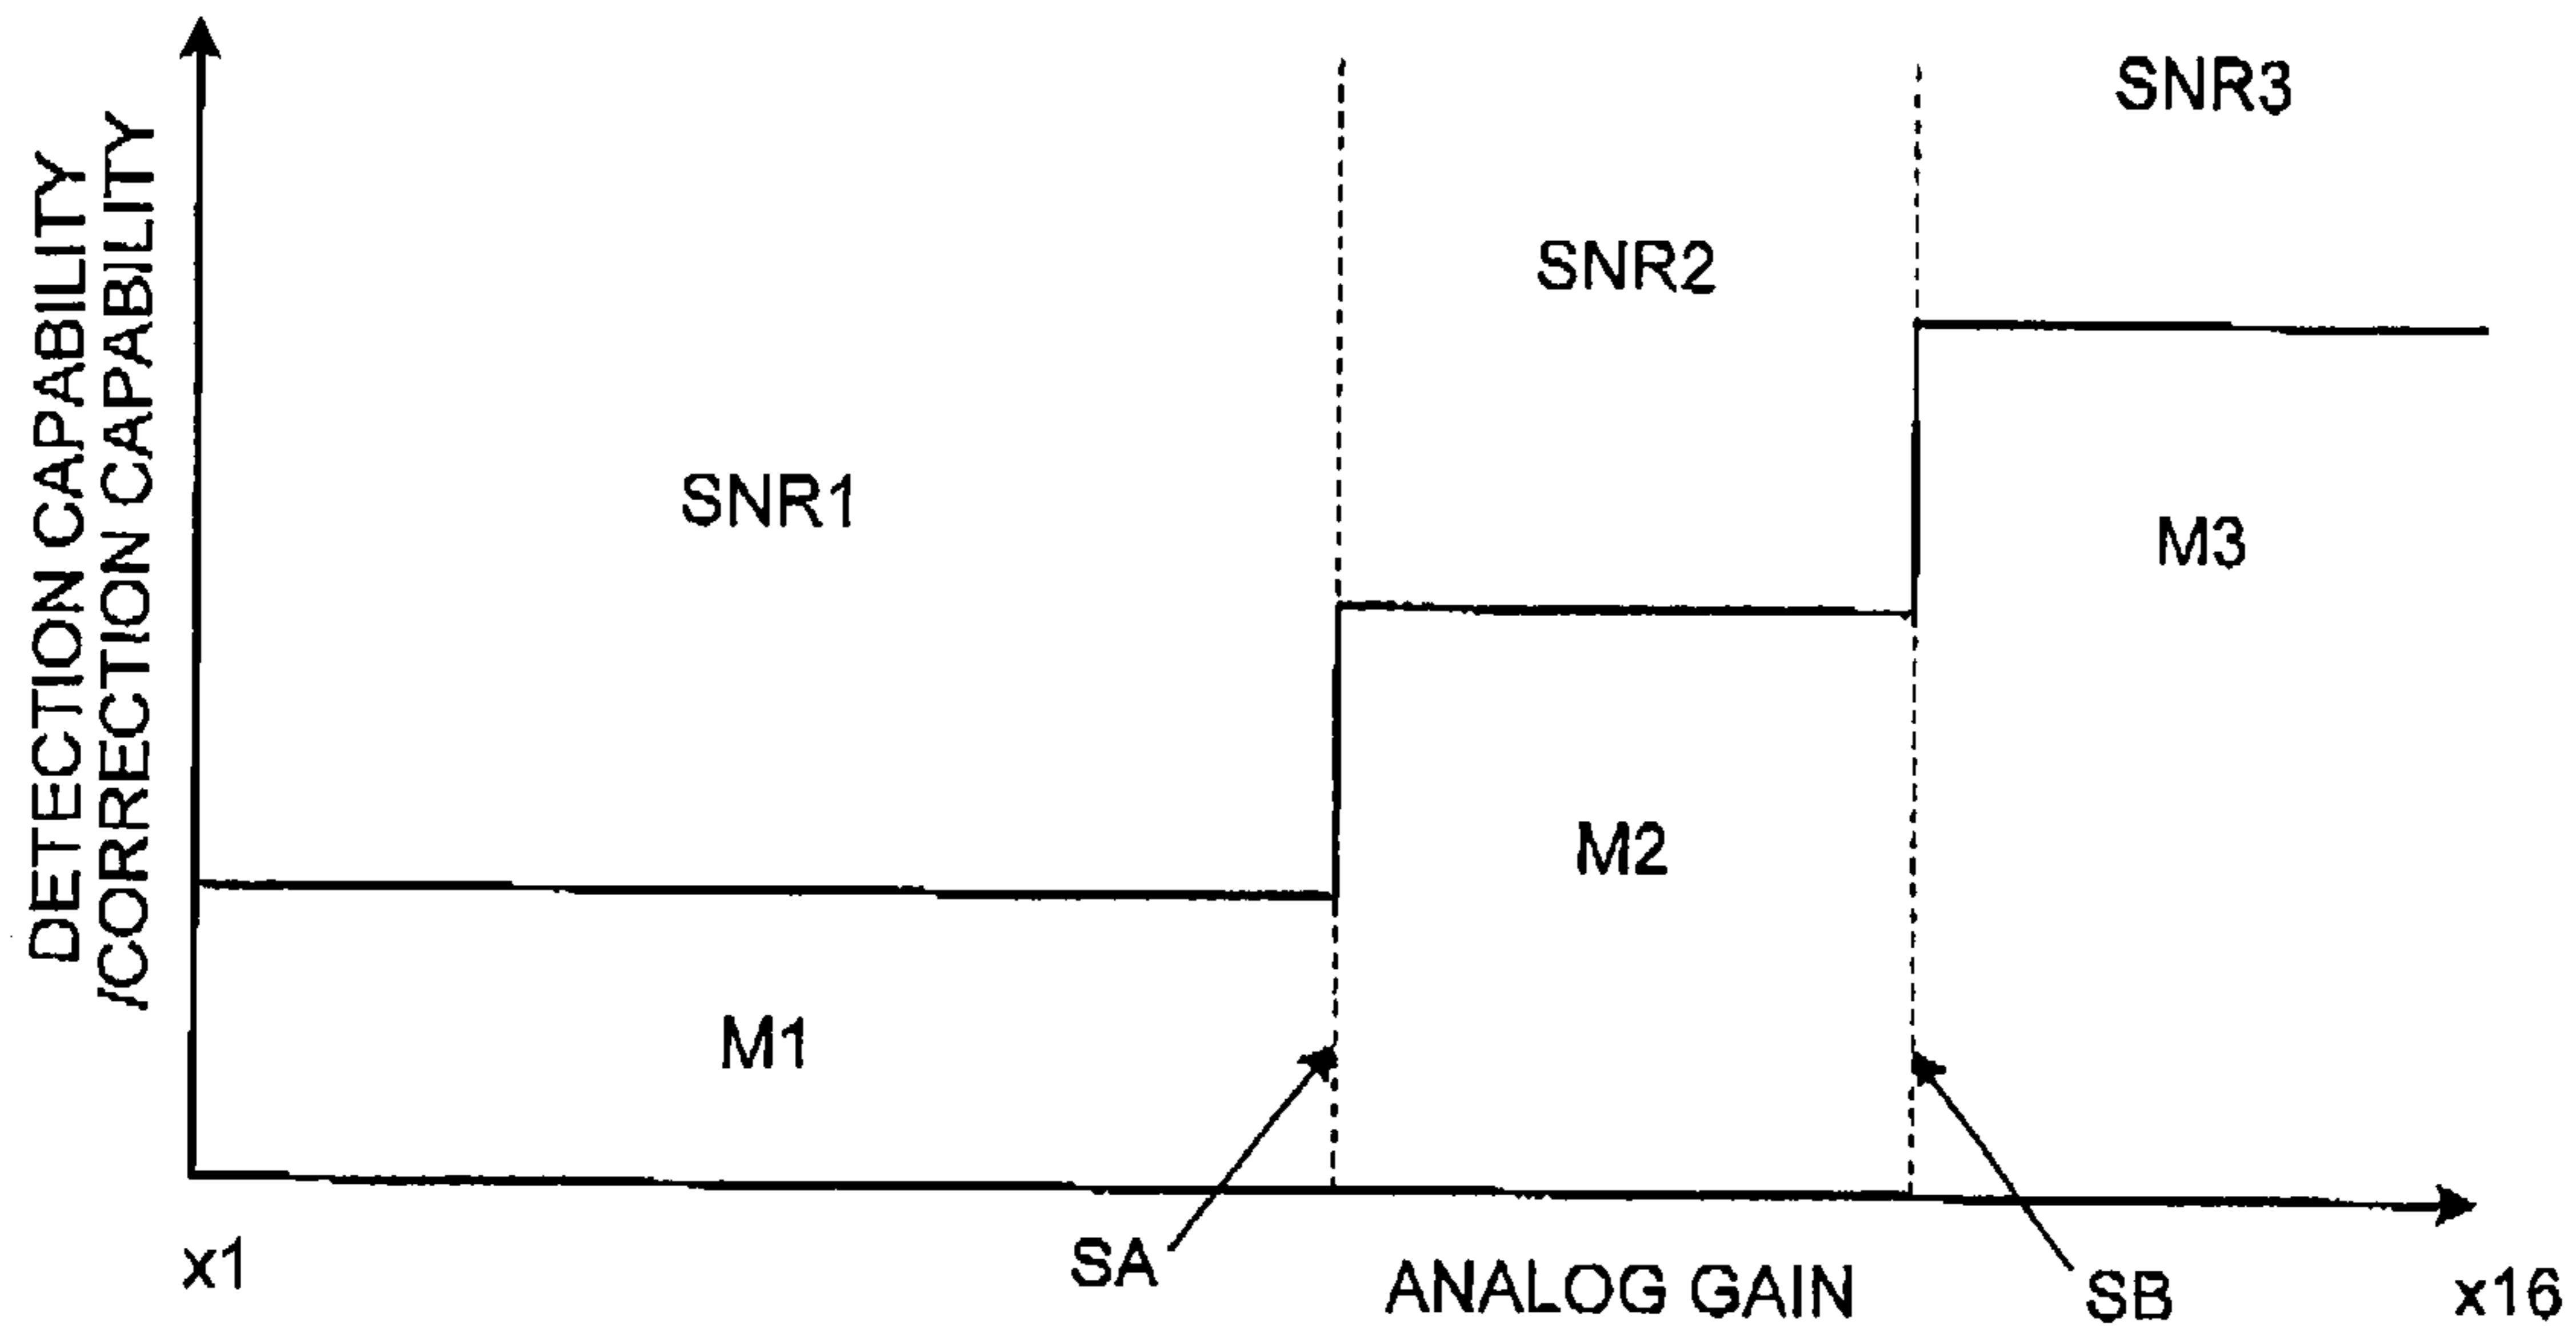 DETECTION CAPABILITY
/CORRECTION CAPABILITY
SNR3
SNR2
SNR1
M3
M2
M1
x1
SA
ANALOG GAIN
SB
x16